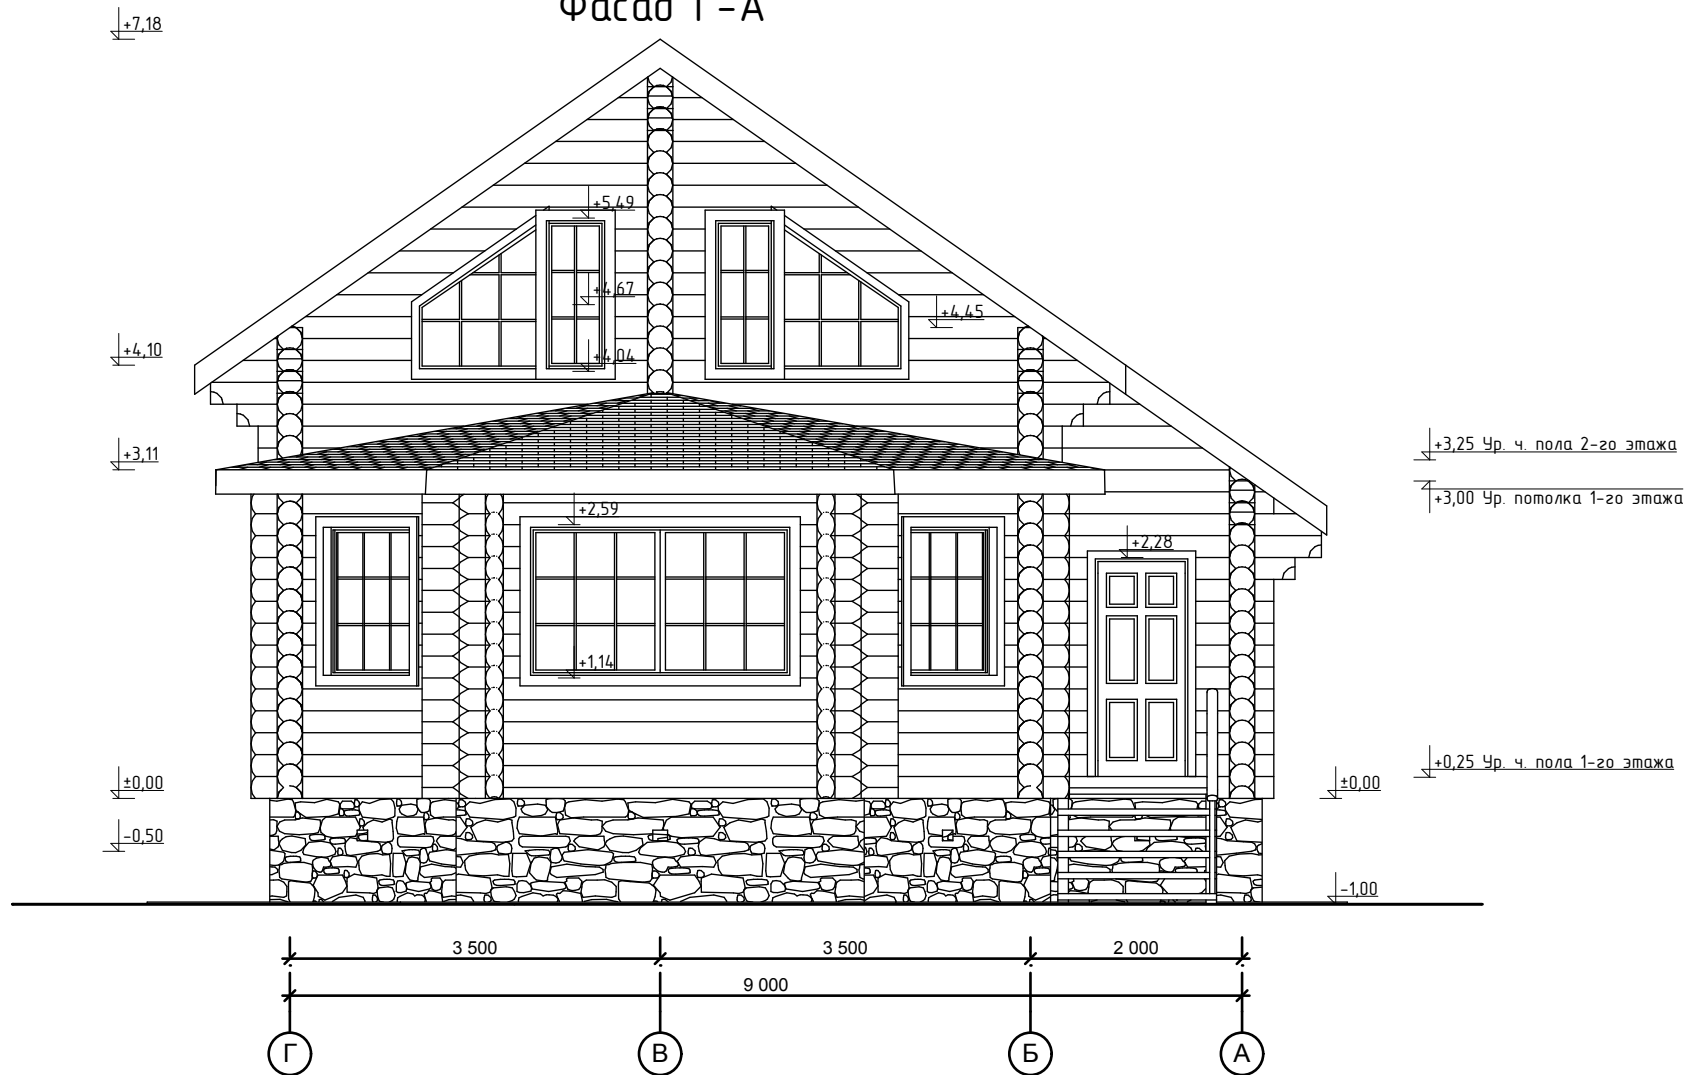 Фасад Г-А
+7,18
+5,49
+4,67
+4,45
+4,10
+4,04
+3,11
+3,25 Ур. ч. пола 2-го этажа
+3,00 Ур. потолка 1-го этажа
+2,59
+2,28
+1,14
+0,25 Ур. ч. пола 1-го этажа
±0,00
±0,00
-0,50
-1,00
3 500
3 500
2 000
9 000
Г
В
Б
А